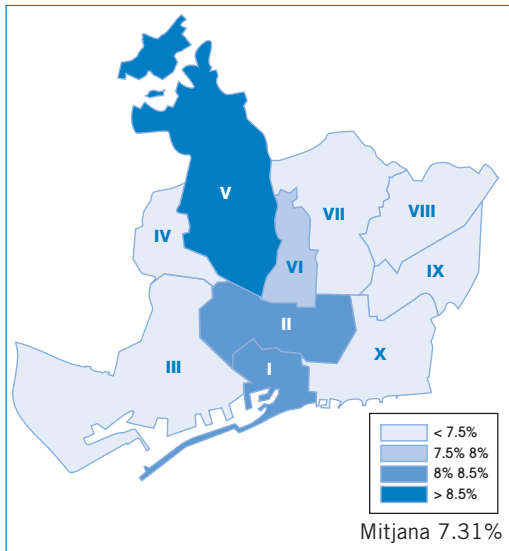 V
VII
VIII
IV
VI
IX
II
X
III
I
< 7.5%
7.5% 8%
8% 8.5%
> 8.5%
Mitjana 7.31%